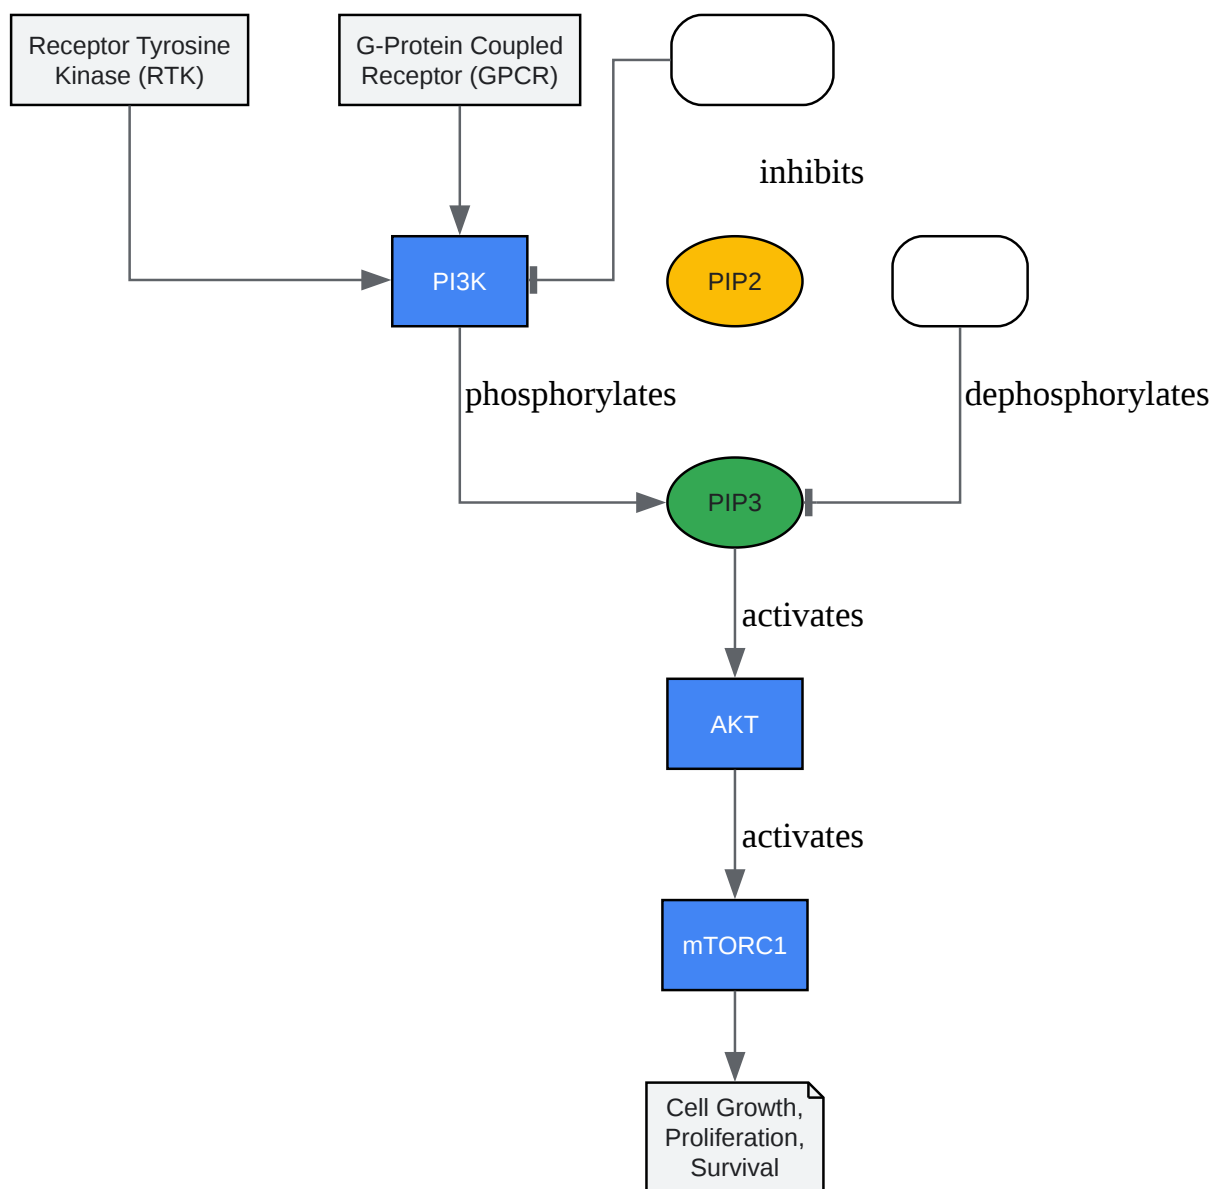 Receptor Tyrosine
Kinase (RTK)
G-Protein Coupled
Receptor (GPCR)
inhibits
PI3K
PIP2
phosphorylates
dephosphorylates
PIP3
activates
AKT
activates
mTORC1
Cell Growth,
Proliferation,
Survival